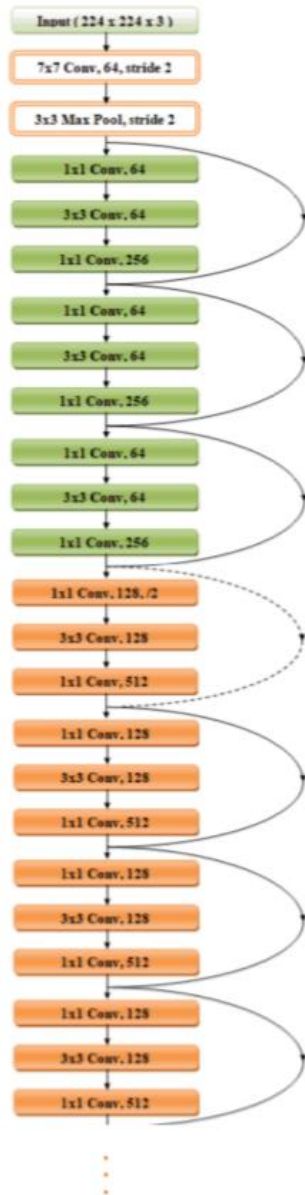 Input ( 224 x 224 x 3 )
7x7 Conv, 64, stride 2
3x3 Max Pool, stride 2
1x1 Conv, 64
3x3 Conv, 64
1x1 Conv, 256
1x1 Conv, 64
3x3 Conv, 64
1x1 Conv, 256
1x1 Conv, 64
3x3 Conv, 64
1x1 Conv, 256
1x1 Conv, 128, /2
3x3 Conv, 128
1x1 Conv, 512
1x1 Conv, 128
3x3 Conv, 128
1x1 Conv, 512
1x1 Conv, 128
3x3 Conv, 128
1x1 Conv, 512
1x1 Conv, 128
3x3 Conv, 128
1x1 Conv, 512